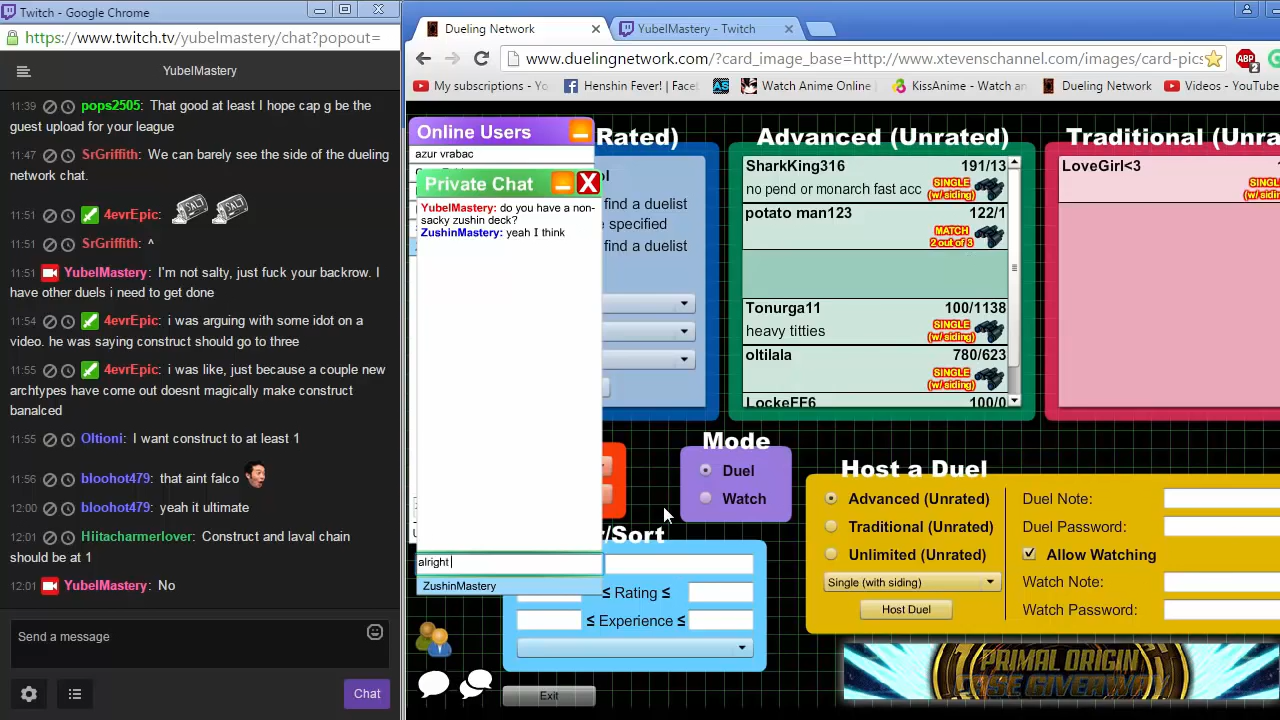 Twitch - Google Chrome
https://www.twitch.tv/yubelmastery/chat?popout=
YubelMastery
11:39 pops2505: That good at least I hope cap g be the
guest upload for your league
11:47 SrGriffith: We can barely see the side of the dueling
network chat.
11:51 4evrEpic:
11:51 SrGriffith: ^
11:51 YubelMastery: I'm not salty, just fuck your backrow. I
have other duels i need to get done
11:54 4evrEpic: i was arguing with some idot on a
video. he was saying construct should go to three
11:55 4evrEpic: i was like, just because a couple new
archtypes have come out doesnt magically make construct
banalced
11:55 Oltioni: I want construct to at least 1
11:56 bloohot479: that aint falco
12:00 bloohot479: yeah it ultimate
12:01 Hiitacharmerlover: Construct and laval chain
should be at 1
12:01 YubelMastery: No
Send a message
Chat
Dueling Network
YubelMastery - Twitch
www.duelingnetwork.com/?card_image_base=http://www.xtevenschannel.com/images/card-pics
ABP
2
My subscriptions - Yo
Henshin Fever! | Face
AS
Watch Anime Online
KissAnime - Watch an
Dueling Network
Videos - YouTube
Online Users
azur vrabac
Private Chat
YubelMastery: do you have a non-
sacky zushin deck?
ZushinMastery: yeah I think
alright
ZushinMastery
Rated)
ol
find a duelist
e specified
find a duelist
Advanced (Unrated)
SharkKing316 191/13
no pend or monarch fast acc
SINGLE
(w/ siding)
potato man123 122/1
MATCH
2 out of 3
Tonurga11 100/1138
heavy titties
SINGLE
(w/ siding)
oltilala 780/623
SINGLE
(w/ siding)
LockeFF6 100/0
Traditional (Unra
LoveGirl<3
SINGLE
(w/ siding
Mode
Duel
Watch
r/Sort
≤ Rating ≤
≤ Experience ≤
Exit
Host a Duel
Advanced (Unrated)
Traditional (Unrated)
Unlimited (Unrated)
Single (with siding)
Host Duel
Duel Note:
Duel Password:
Allow Watching
Watch Note:
Watch Password:
PRIMAL ORIGIN
CASE GIVEAWAY